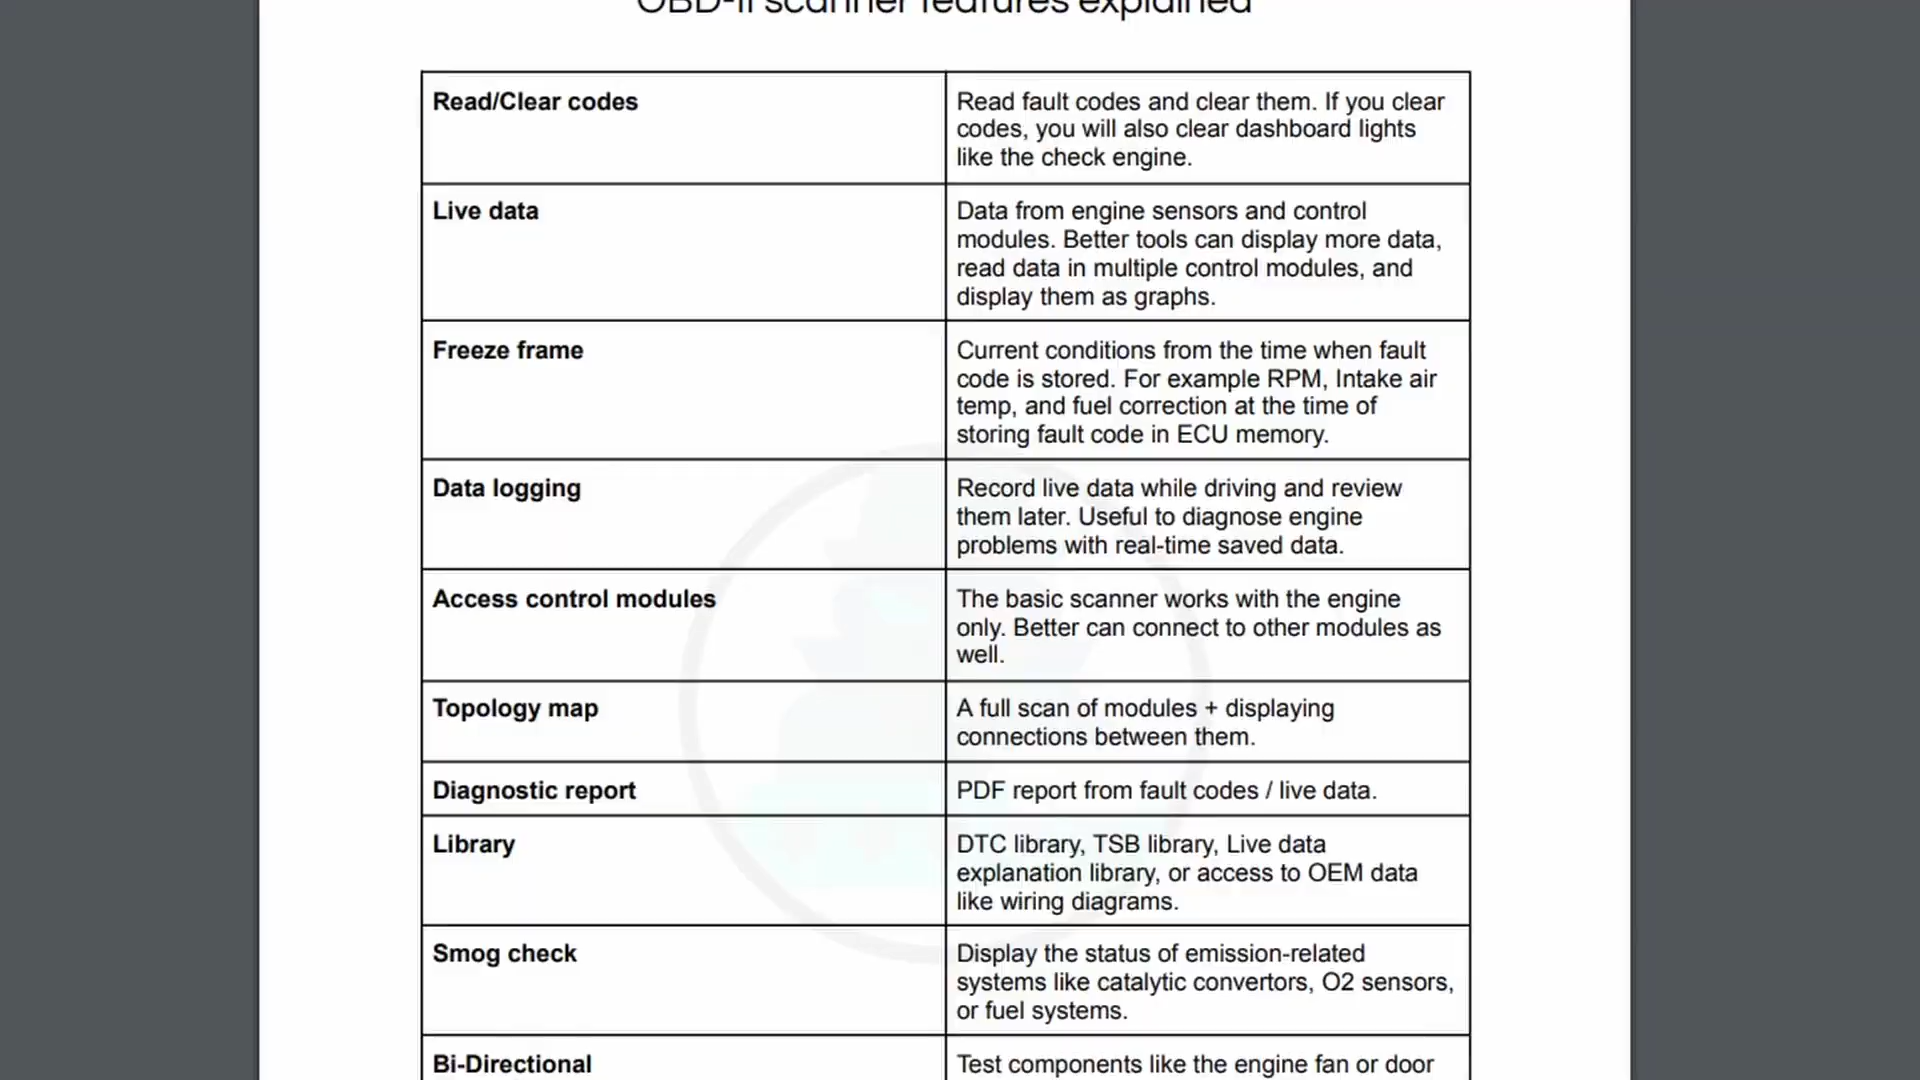 OBD-II scanner features explained
Read/Clear codes
Read fault codes and clear them. If you clear
codes, you will also clear dashboard lights
like the check engine.
Live data
Data from engine sensors and control
modules. Better tools can display more data,
read data in multiple control modules, and
display them as graphs.
Freeze frame
Current conditions from the time when fault
code is stored. For example RPM, Intake air
temp, and fuel correction at the time of
storing fault code in ECU memory.
Data logging
Record live data while driving and review
them later. Useful to diagnose engine
problems with real-time saved data.
Access control modules
The basic scanner works with the engine
only. Better can connect to other modules as
well.
Topology map
A full scan of modules + displaying
connections between them.
Diagnostic report
PDF report from fault codes / live data.
Library
DTC library, TSB library, Live data
explanation library, or access to OEM data
like wiring diagrams.
Smog check
Display the status of emission-related
systems like catalytic convertors, O2 sensors,
or fuel systems.
Bi-Directional
Test components like the engine fan or door